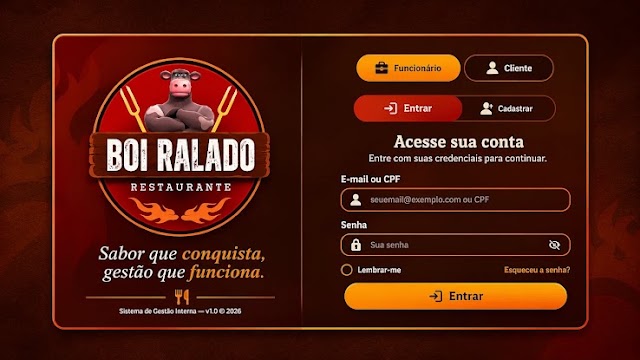 BOI RALADO
RESTAURANTE
Sabor que conquista,
gestão que funciona.
Sistema de Gestão Interna — v1.0 © 2026
Funcionário
Cliente
Entrar
Cadastrar
Acesse sua conta
Entre com suas credenciais para continuar.
E-mail ou CPF
seuemail@exemplo.com ou CPF
Senha
Sua senha
Lembrar-me
Esqueceu a senha?
Entrar